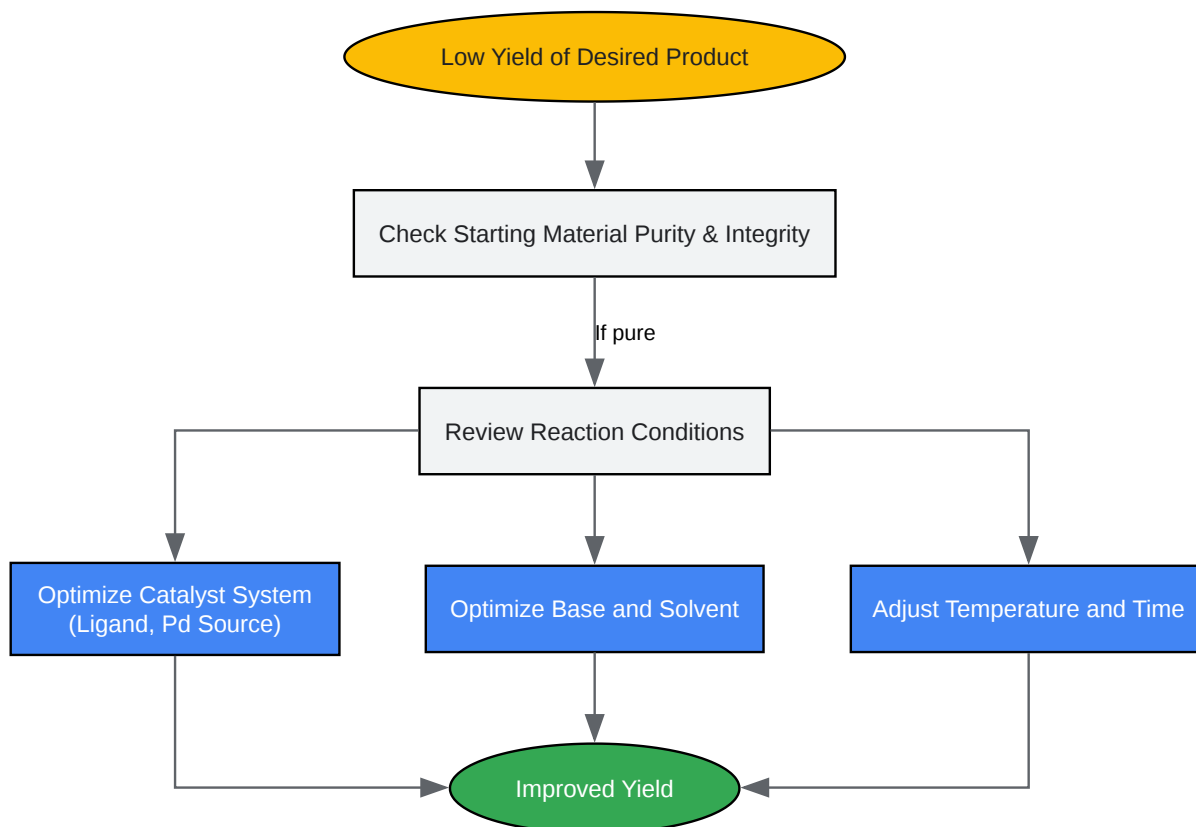 Low Yield of Desired Product
Check Starting Material Purity & Integrity
If pure
Review Reaction Conditions
Optimize Catalyst System
(Ligand, Pd Source)
Optimize Base and Solvent
Adjust Temperature and Time
Improved Yield